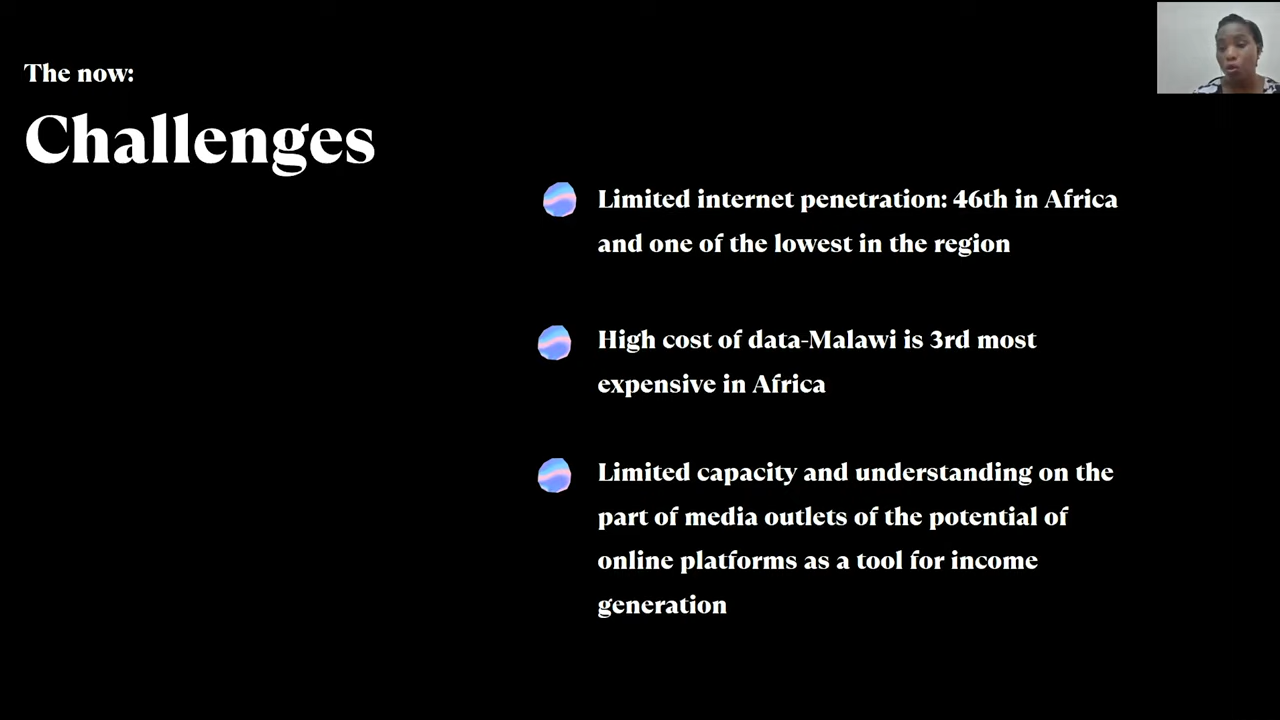 The now:
Challenges
Limited internet penetration: 46th in Africa
and one of the lowest in the region
High cost of data-Malawi is 3rd most
expensive in Africa
Limited capacity and understanding on the
part of media outlets of the potential of
online platforms as a tool for income
generation